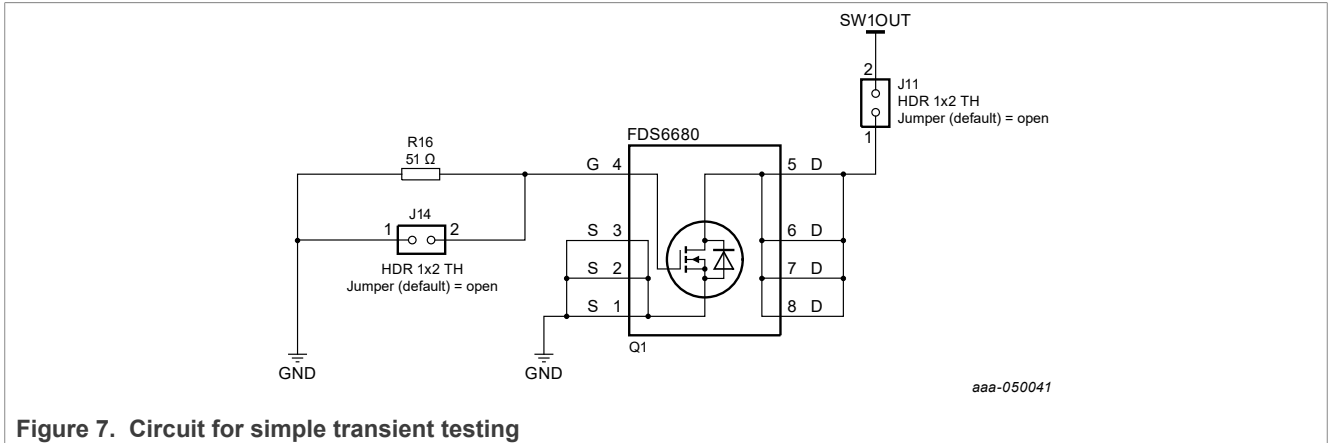 SW1OUT
2
J11
HDR 1x2 TH
Jumper (default) = open
1
FDS6680
R16
51 Ω
G 4
5 D
J14
1
2
S 3
6 D
HDR 1x2 TH
Jumper (default) = open
S 2
7 D
S 1
8 D
Q1
GND
GND
aaa-050041
Figure 7. Circuit for simple transient testing